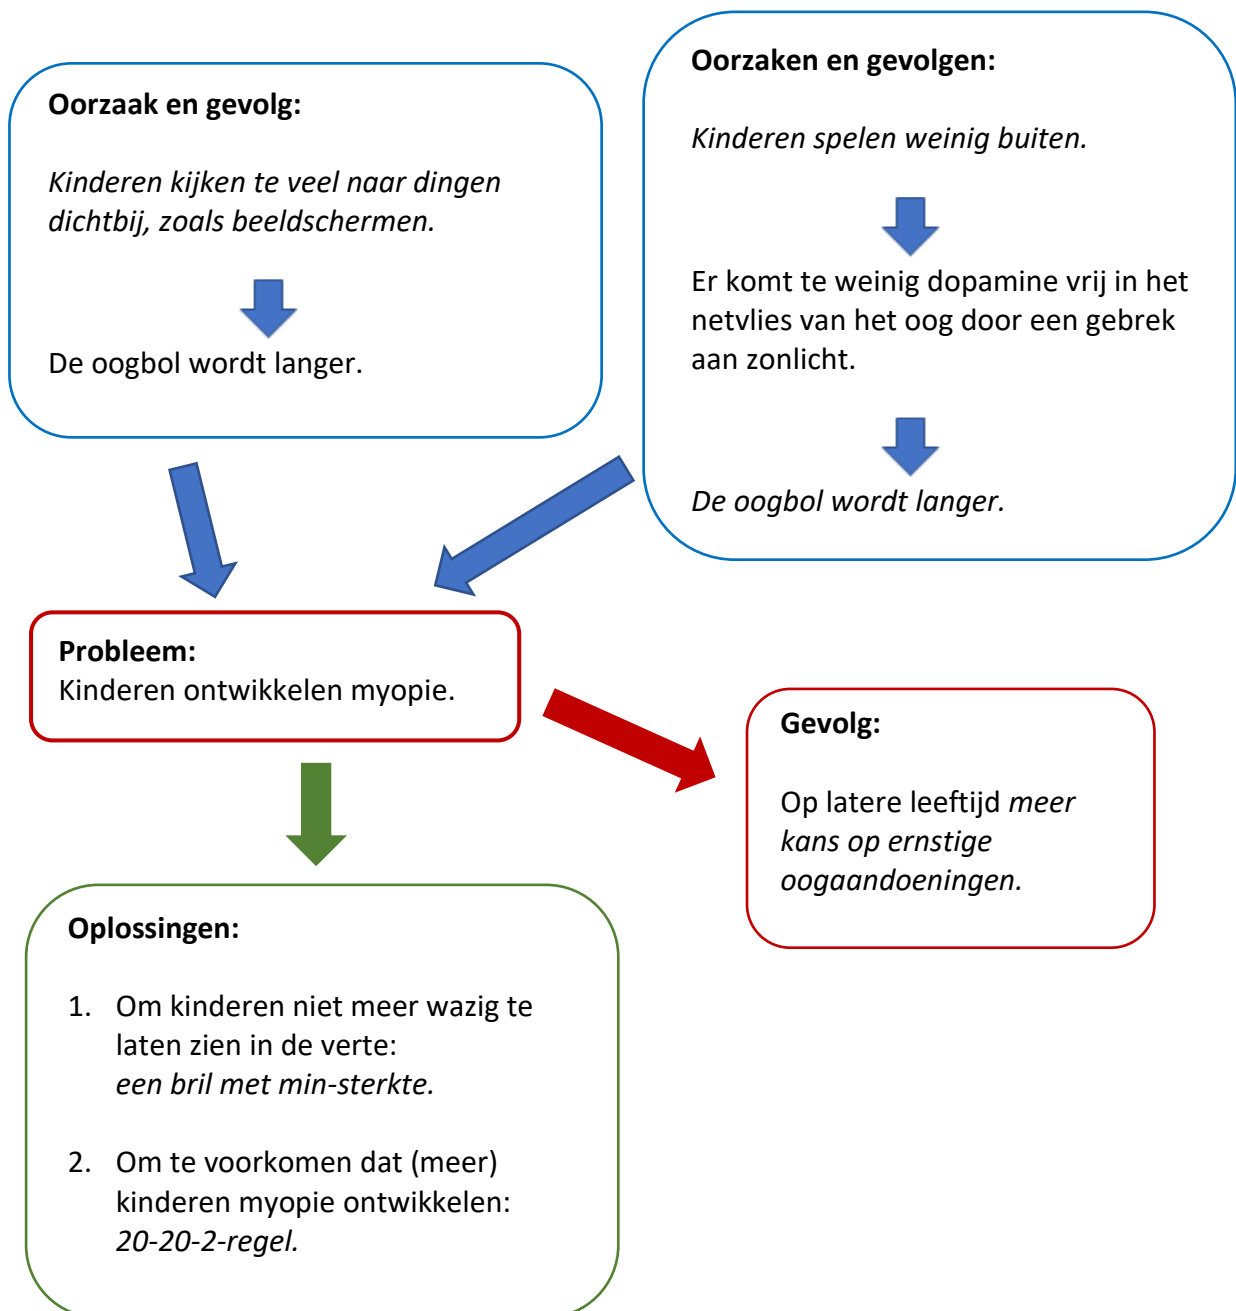 Oorzaak en gevolg:
Kinderen kijken te veel naar dingen
dichtbij, zoals beeldschermen.
De oogbol wordt langer.
Oorzaken en gevolgen:
Kinderen spelen weinig buiten.
Er komt te weinig dopamine vrij in het
netvlies van het oog door een gebrek
aan zonlicht.
De oogbol wordt langer.
Probleem:
Kinderen ontwikkelen myopie.
Gevolg:
Op latere leeftijd meer
kans op ernstige
oogaandoeningen.
Oplossingen:
1. Om kinderen niet meer wazig te
laten zien in de verte:
een bril met min-sterkte.
2. Om te voorkomen dat (meer)
kinderen myopie ontwikkelen:
20-20-2-regel.